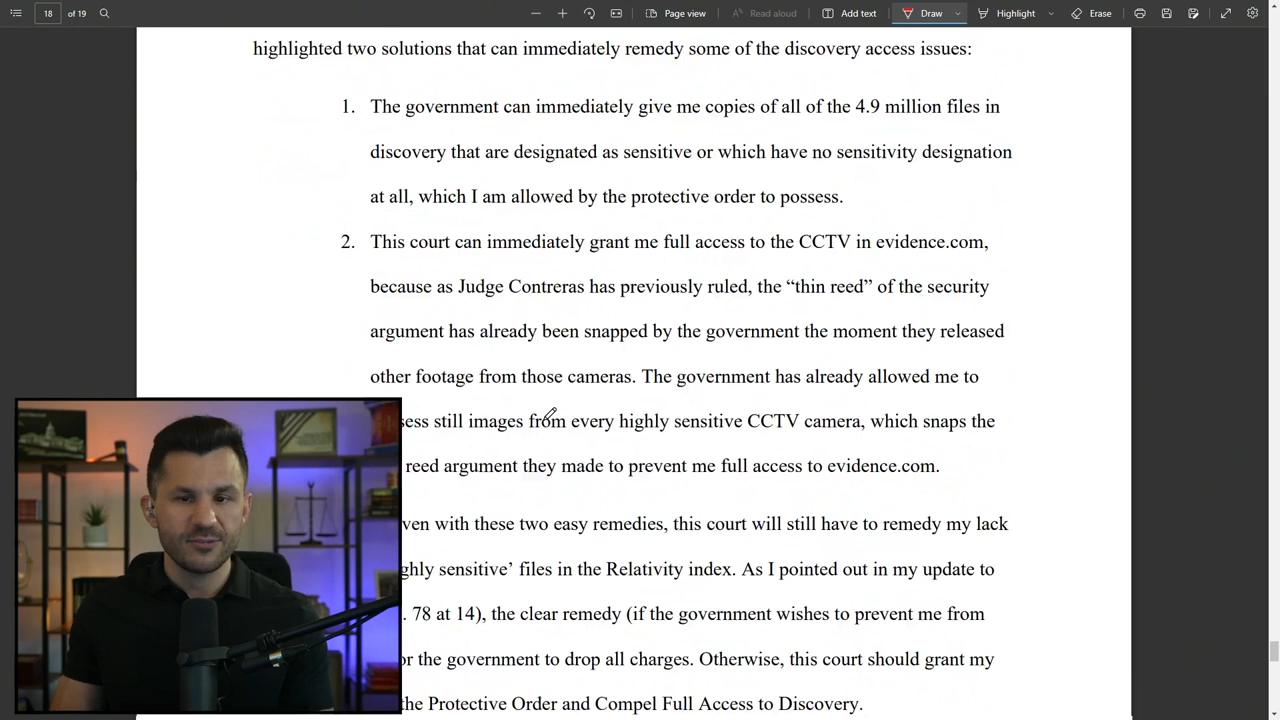 18 of 19 Page view Read aloud Add text Draw Highlight Erase
highlighted two solutions that can immediately remedy some of the discovery access issues:
1. The government can immediately give me copies of all of the 4.9 million files in
discovery that are designated as sensitive or which have no sensitivity designation
at all, which I am allowed by the protective order to possess.
2. This court can immediately grant me full access to the CCTV in evidence.com,
because as Judge Contreras has previously ruled, the “thin reed” of the security
argument has already been snapped by the government the moment they released
other footage from those cameras. The government has already allowed me to
sess still images from every highly sensitive CCTV camera, which snaps the
reed argument they made to prevent me full access to evidence.com.
ven with these two easy remedies, this court will still have to remedy my lack
ghly sensitive’ files in the Relativity index. As I pointed out in my update to
. 78 at 14), the clear remedy (if the government wishes to prevent me from
or the government to drop all charges. Otherwise, this court should grant my
the Protective Order and Compel Full Access to Discovery.